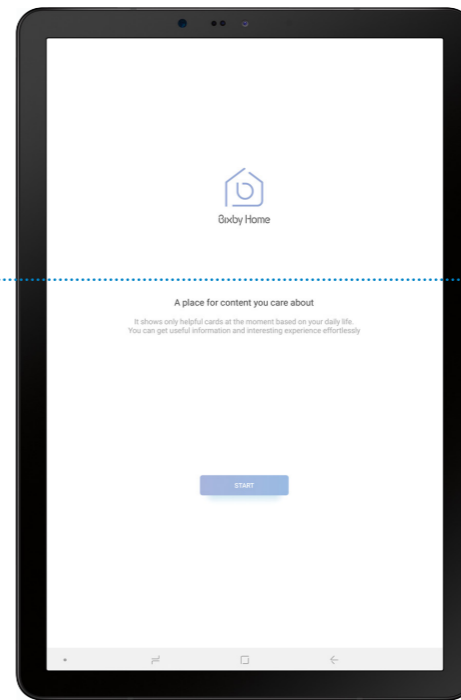 Bixby Home
A place for content you care about
It shows only helpful cards at the moment based on your daily life.
You can get useful information and interesting experience effortlessly
START